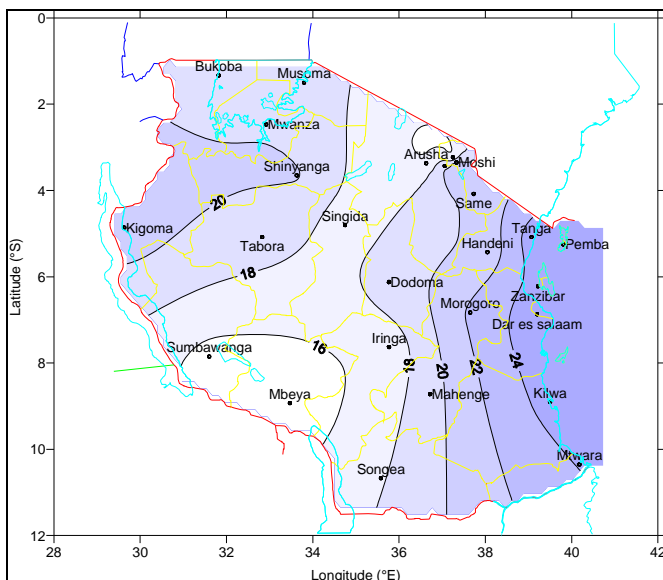 0
Bukoba
Musoma
2
Mwanza
Arusha
Moshi
Shinyanga
4
Same
20
Singida
Kigoma
Tanga
Tabora
Handeni
Pemba
6
18
Dodoma
Zanzibar
Morogoro
Dar es salaam
Latitude (°S)
Iringa
Sumbawanga
16
8
18
20
22
24
Mbeya
Mahenge
Kilwa
10
Mtwara
Songea
12
28
30
32
34
36
38
40
42
Longitude (°E)